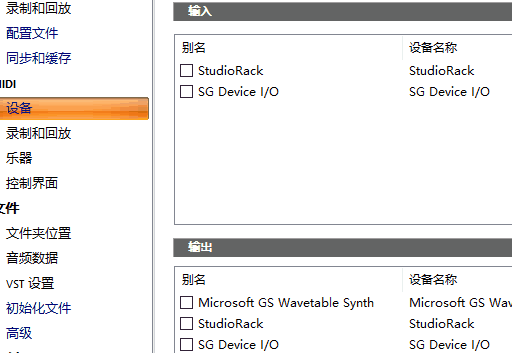 录制和回放
配置文件
同步和缓存
MIDI
设备
录制和回放
乐器
控制界面
文件
文件夹位置
音频数据
VST 设置
初始化文件
高级
输入
别名 设备名称
StudioRack StudioRack
SG Device I/O SG Device I/O
输出
别名 设备名称
Microsoft GS Wavetable Synth Microsoft GS Wav
StudioRack StudioRack
SG Device I/O SG Device I/O